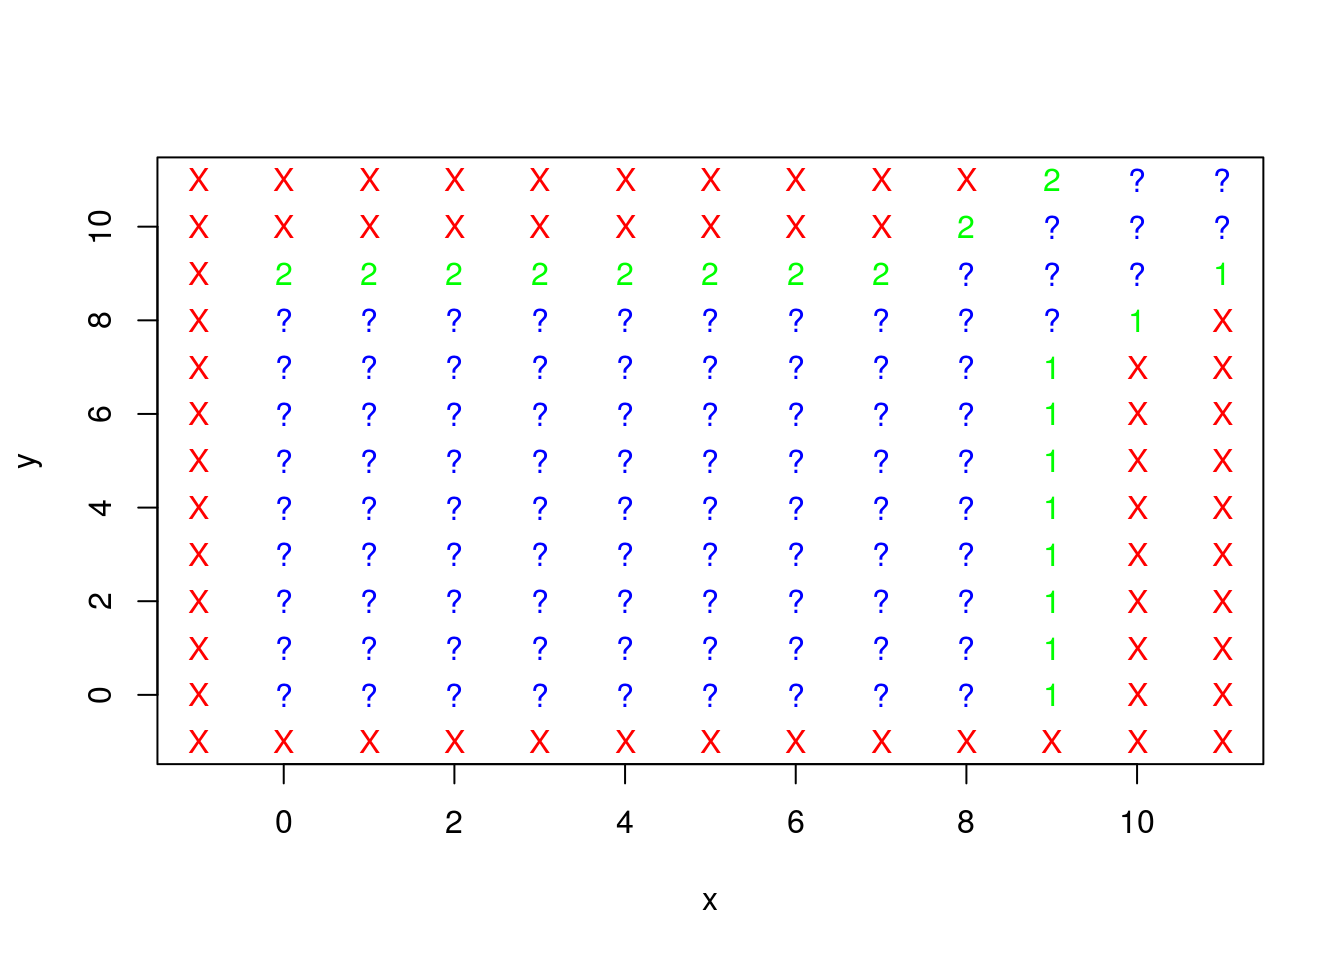 y
X X X X X X X X X X 2 ? ?
10 X X X X X X X X X 2 ? ? ?
X 2 2 2 2 2 2 2 2 ? ? ? 1
8 X ? ? ? ? ? ? ? ? ? ? 1 X
X ? ? ? ? ? ? ? ? ? 1 X X
6 X ? ? ? ? ? ? ? ? ? 1 X X
X ? ? ? ? ? ? ? ? ? 1 X X
4 X ? ? ? ? ? ? ? ? ? 1 X X
X ? ? ? ? ? ? ? ? ? 1 X X
2 X ? ? ? ? ? ? ? ? ? 1 X X
X ? ? ? ? ? ? ? ? ? 1 X X
0 X ? ? ? ? ? ? ? ? ? 1 X X
X X X X X X X X X X X X X
0 2 4 6 8 10
x